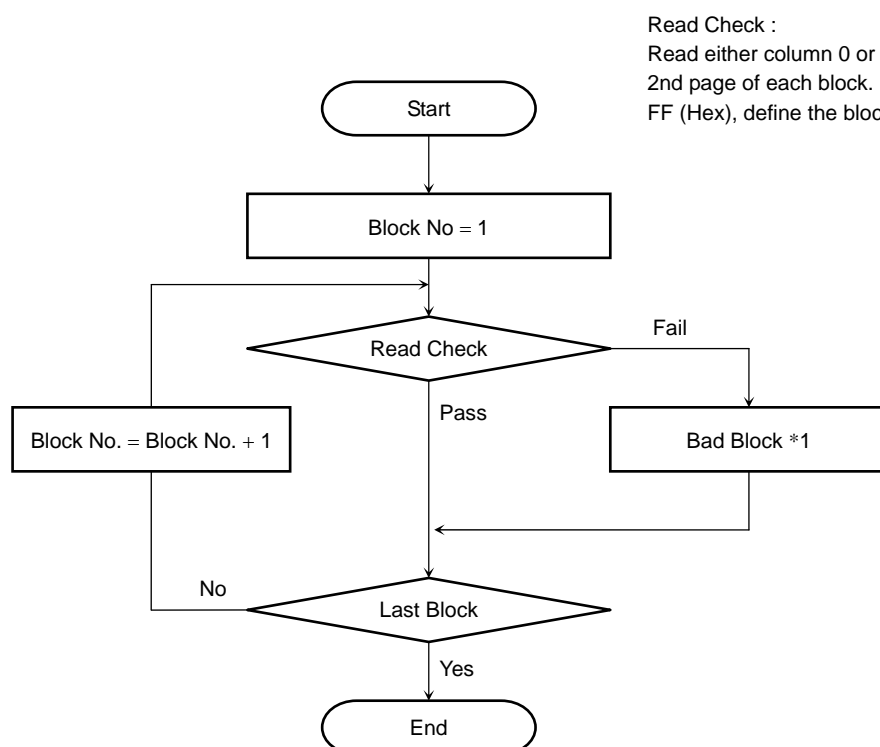 Read Check :
Read either column 0 or
2nd page of each block.
FF (Hex), define the bloc
Start
Block No = 1
Read Check
Fail
Pass
Block No. = Block No. + 1
Bad Block *1
No
Last Block
Yes
End